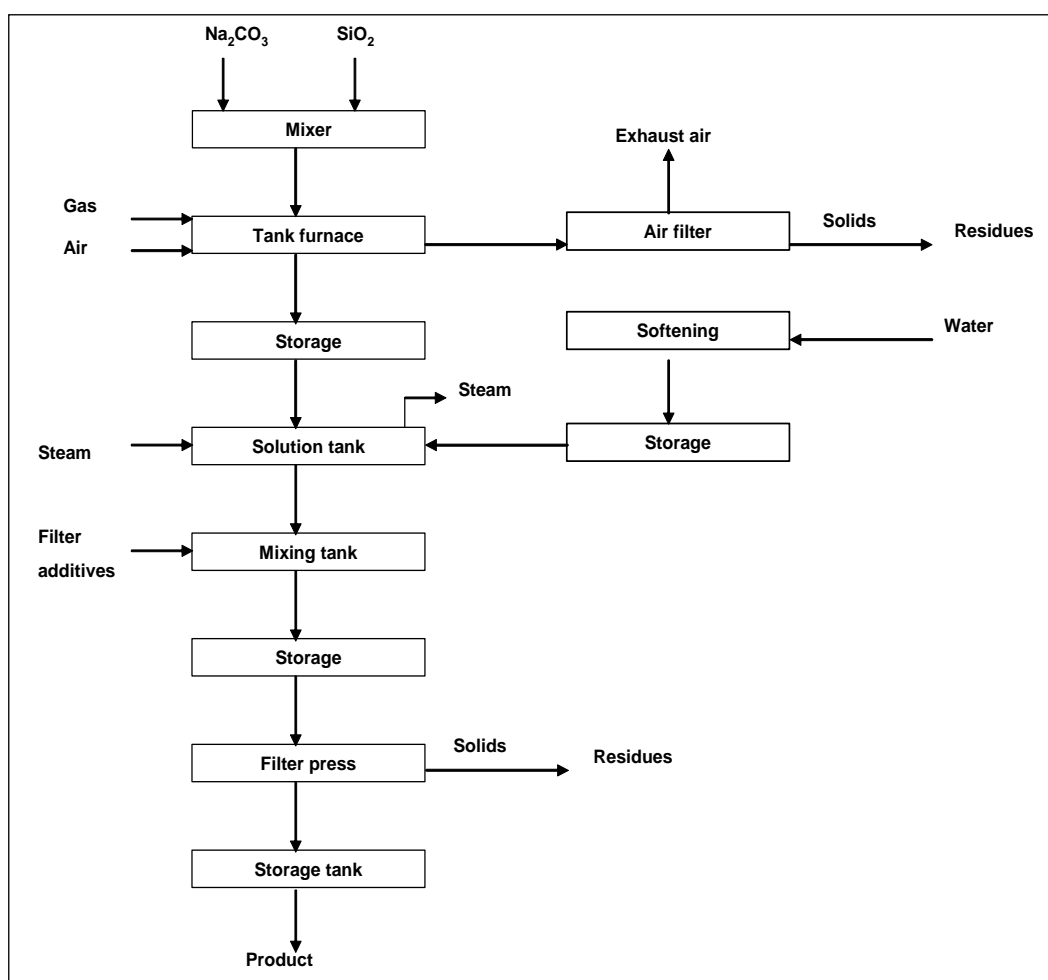 Na₂CO₃ SiO₂
Mixer
Exhaust air
Gas
Tank furnace
Air filter
Solids
Residues
Air
Storage
Softening
Water
Steam
Steam
Solution tank
Storage
Filter
additives
Mixing tank
Storage
Filter press
Solids
Residues
Storage tank
Product